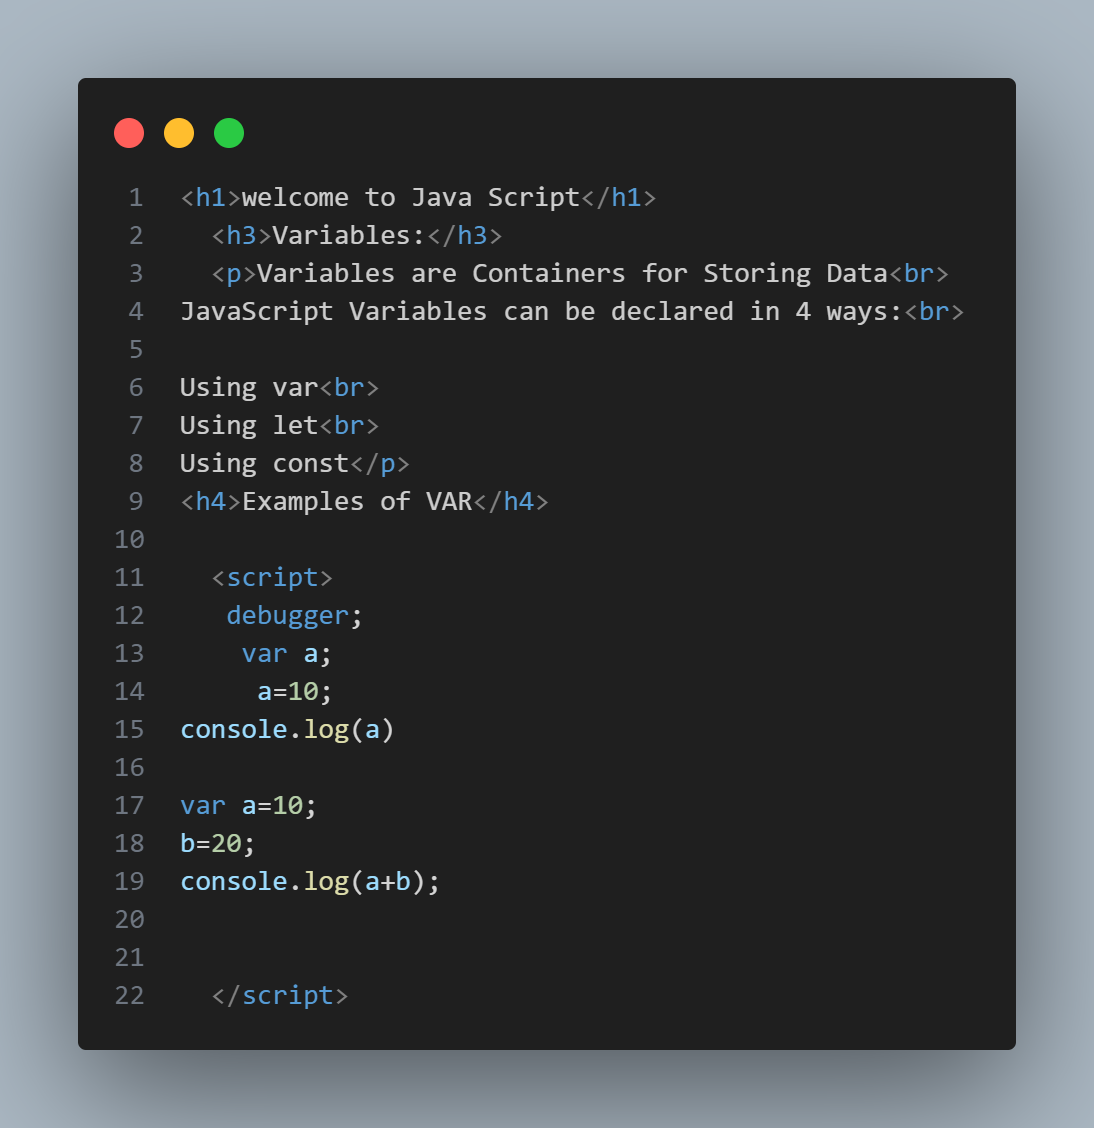 1 <h1>welcome to Java Script</h1>
2 <h3>Variables:</h3>
3 <p>Variables are Containers for Storing Data<br>
4 JavaScript Variables can be declared in 4 ways:<br>
5
6 Using var<br>
7 Using let<br>
8 Using const</p>
9 <h4>Examples of VAR</h4>
10
11 <script>
12 debugger;
13 var a;
14 a=10;
15 console.log(a)
16
17 var a=10;
18 b=20;
19 console.log(a+b);
20
21
22 </script>